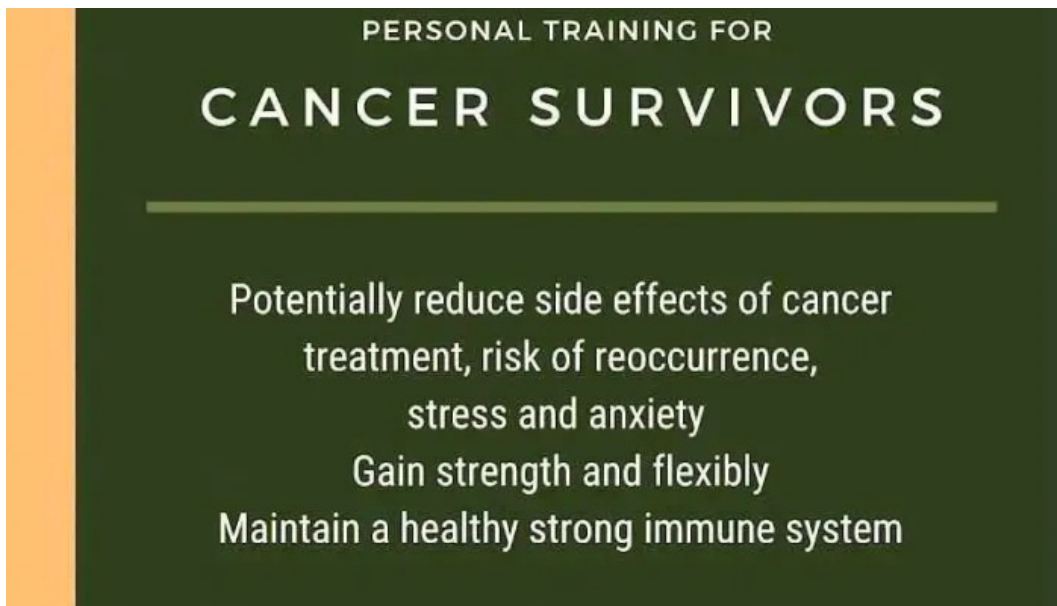 PERSONAL TRAINING FOR
CANCER SURVIVORS
Potentially reduce side effects of cancer
treatment, risk of reoccurrence,
stress and anxiety
Gain strength and flexibly
Maintain a healthy strong immune system